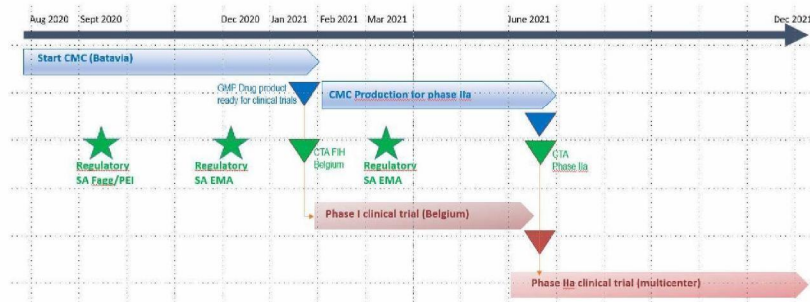 Aug 2020 Sept 2020 Dec 2020 Jan 2021 Feb 2021 Mar 2021 June 2021 Dec 2021
Start CMC (Batavia)
GMP Drug product
ready for clinical trials
CMC Production for phase IIa
CTA FIH
Belgium
CTA
Phase IIa
Regulatory
SA Fagg/PEI
Regulatory
SA EMA
Regulatory
SA EMA
Phase I clinical trial (Belgium)
Phase IIa clinical trial (multicenter)